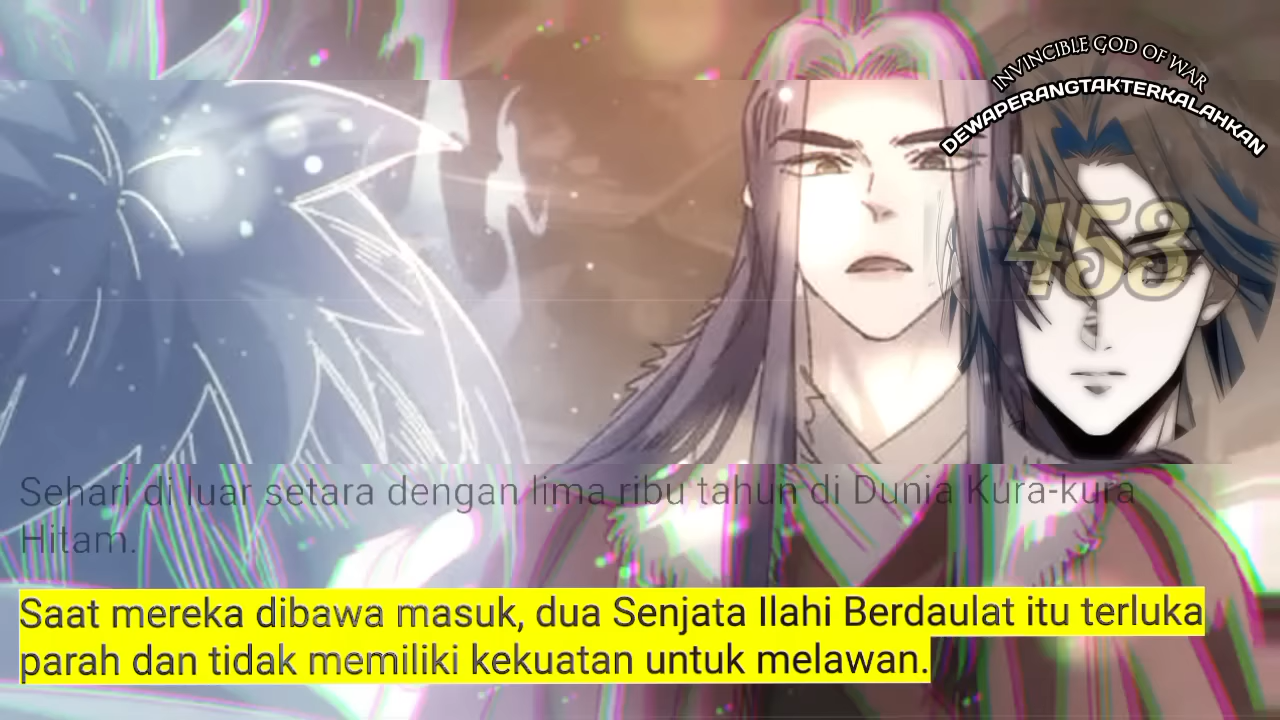 INVINCIBLE GOD OF WAR
DEWAPERANGTAKTERKALAHKAN
453
Sehari di luar setara dengan lima ribu tahun di Dunia Kura-kura
Hitam.
Saat mereka dibawa masuk, dua Senjata Ilahi Berdaulat itu terluka
parah dan tidak memiliki kekuatan untuk melawan.